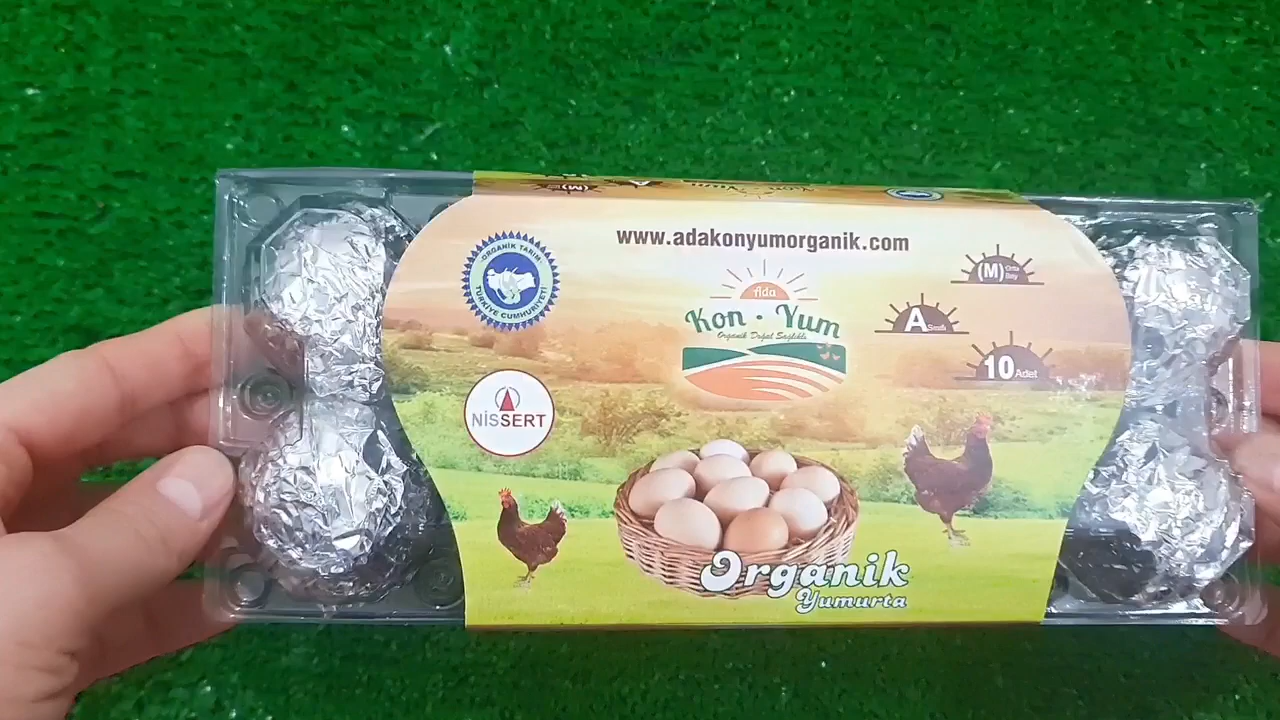 www.adakonyumorganik.com
ORGANİK TARIM
TÜRKİYE CUMHURİYETİ
Ada
Kon · Yum
Organik Doğal Sağlıklı
(M) Orta Boy
A Sınıfı
10 Adet
NİSSERT
Organik
Yumurta